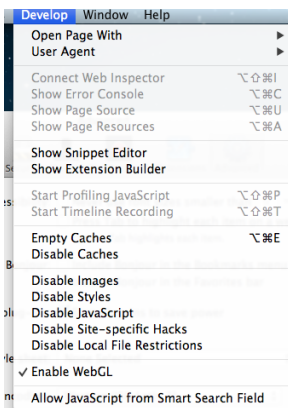 Develop Window Help
Open Page With ▶
User Agent ▶
Connect Web Inspector ⌥⇧⌘I
Show Error Console ⌥⌘C
Show Page Source ⌥⌘U
Show Page Resources ⌥⌘A
Show Snippet Editor
Show Extension Builder
Start Profiling JavaScript ⌥⇧⌘P
Start Timeline Recording ⌥⇧⌘T
Empty Caches ⌥⌘E
Disable Caches
Disable Images
Disable Styles
Disable JavaScript
Disable Site-specific Hacks
Disable Local File Restrictions
✓ Enable WebGL
Allow JavaScript from Smart Search Field